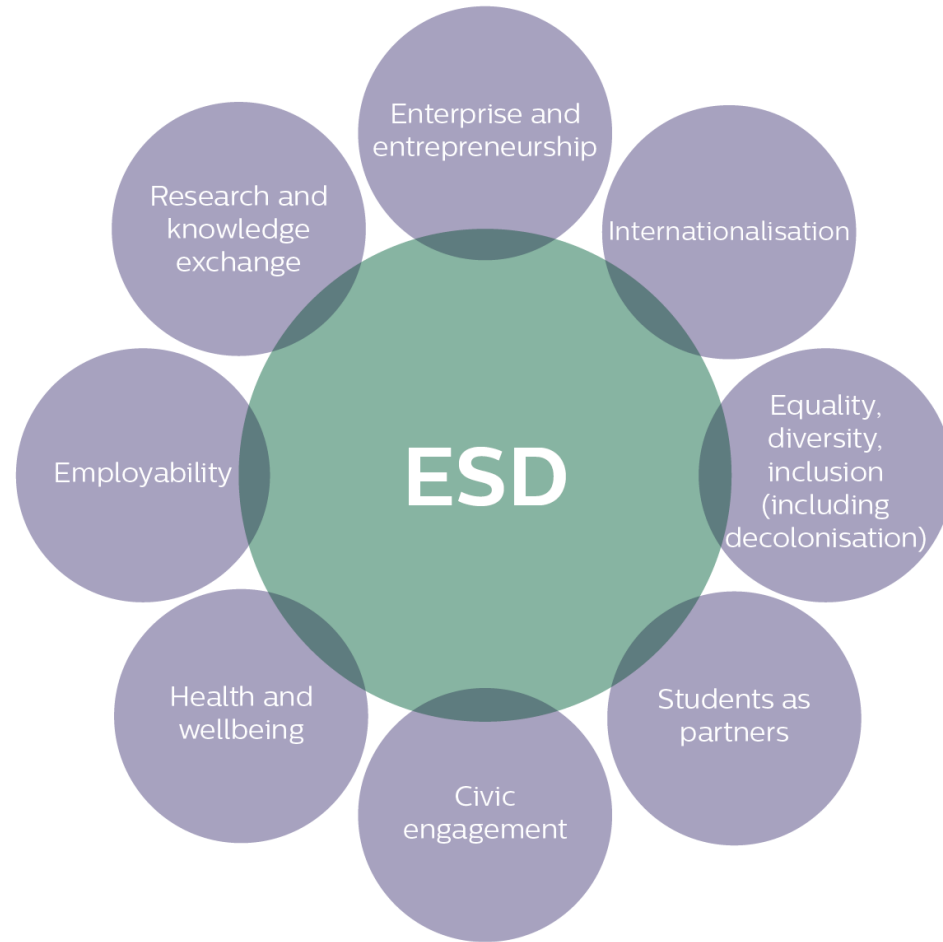 Enterprise and
entrepreneurship
Internationalisation
Equality,
diversity,
inclusion
(including
decolonisation)
Students as
partners
Civic
engagement
Health and
wellbeing
Employability
Research and
knowledge
exchange
ESD